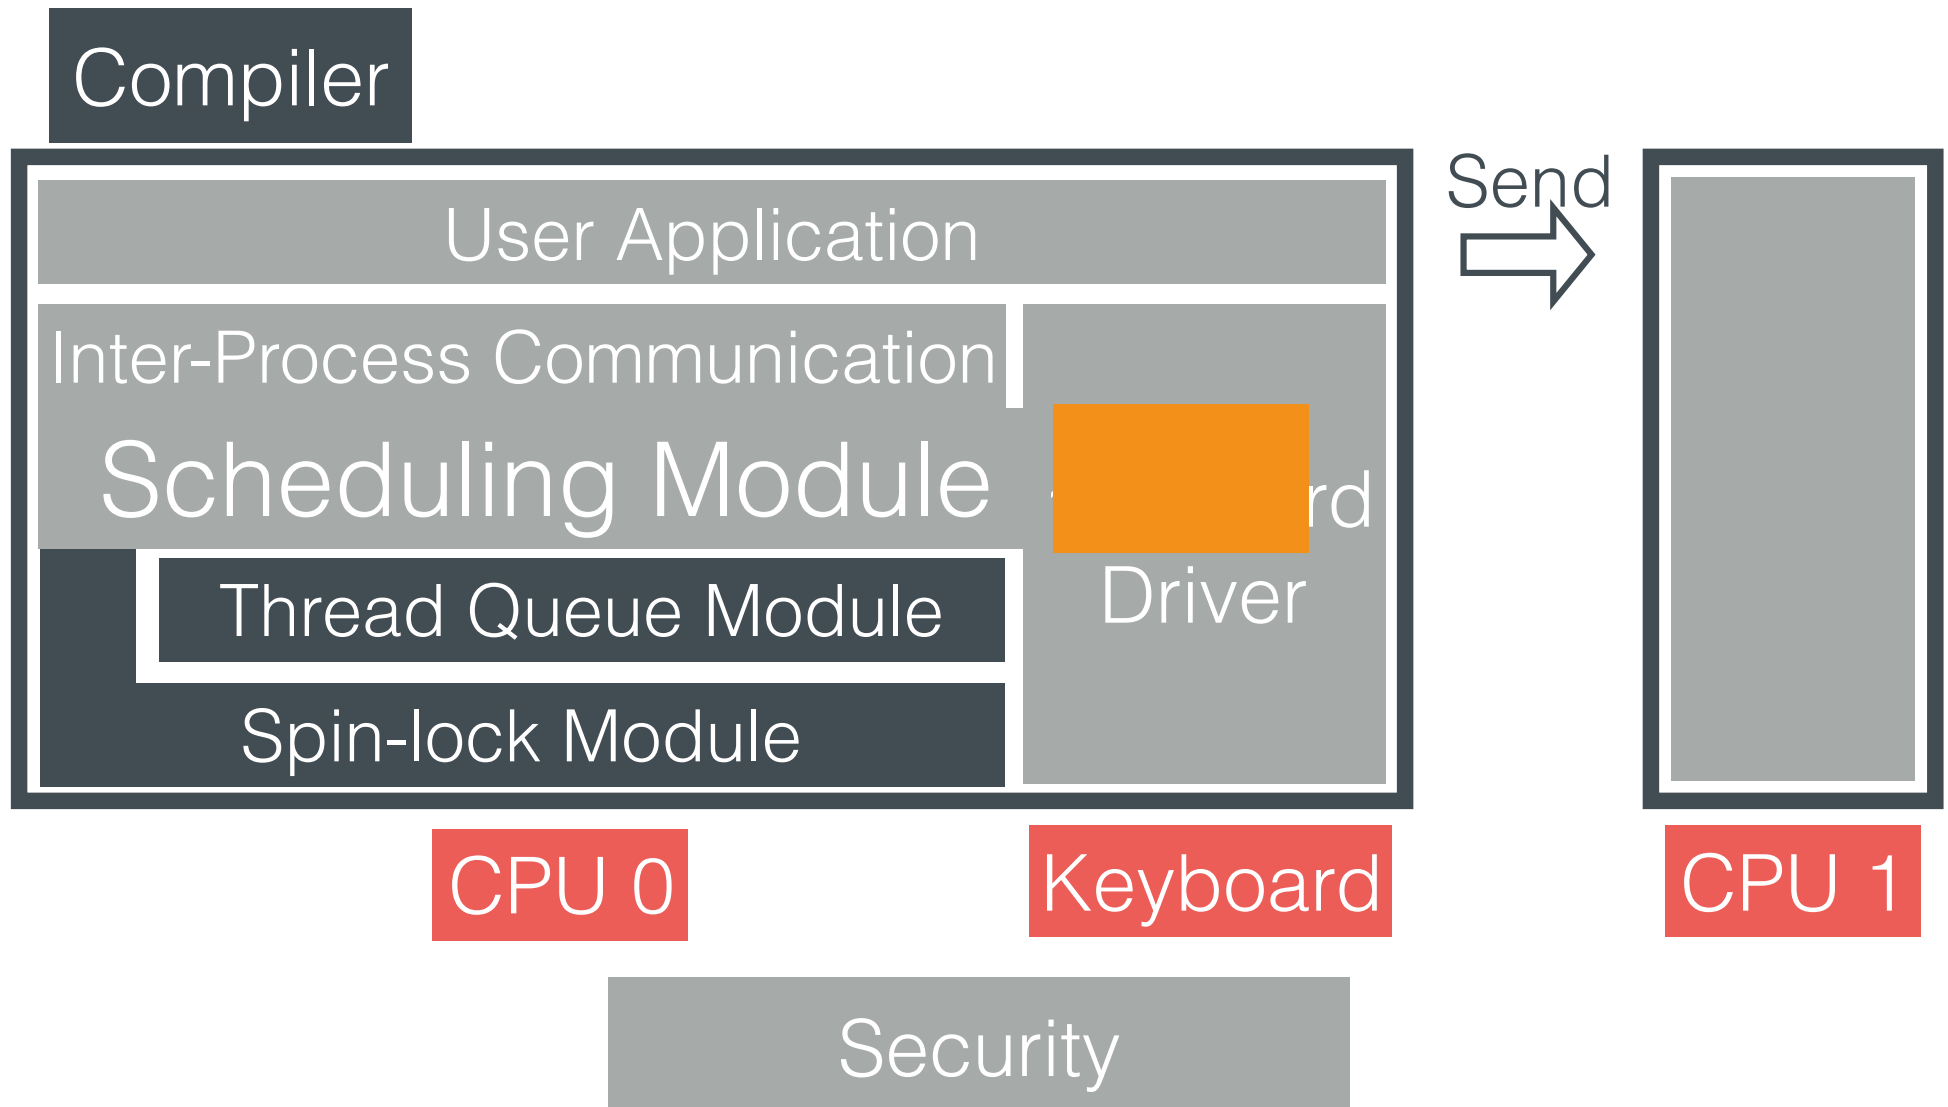 Compiler
Send
User Application
Inter-Process Communication
Scheduling Module
rd
Driver
Thread Queue Module
Spin-lock Module
CPU 0
Keyboard
CPU 1
Security